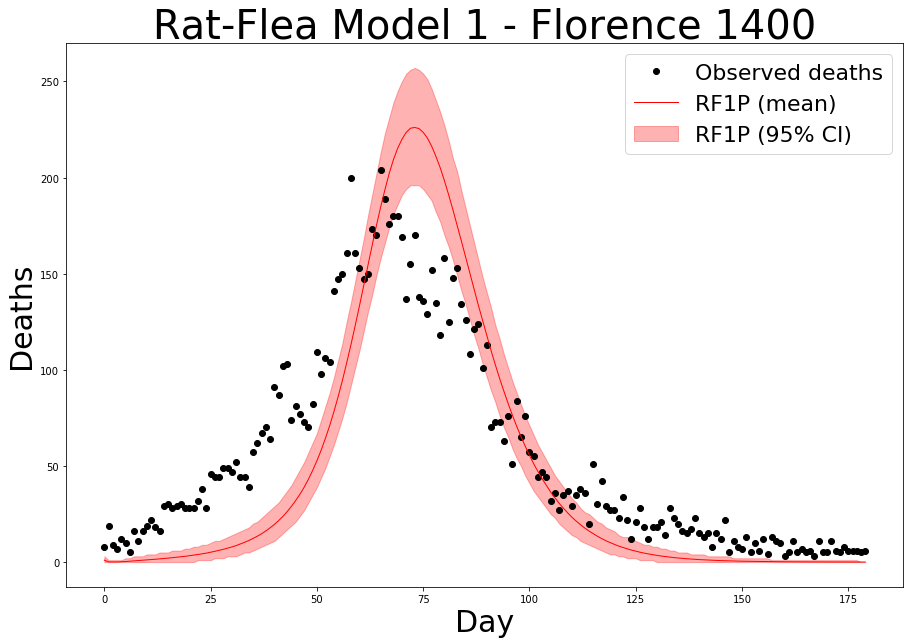 Rat-Flea Model 1 - Florence 1400
Observed deaths
RF1P (mean)
RF1P (95% CI)
250
200
150
100
50
0
Deaths
0 25 50 75 100 125 150 175
Day